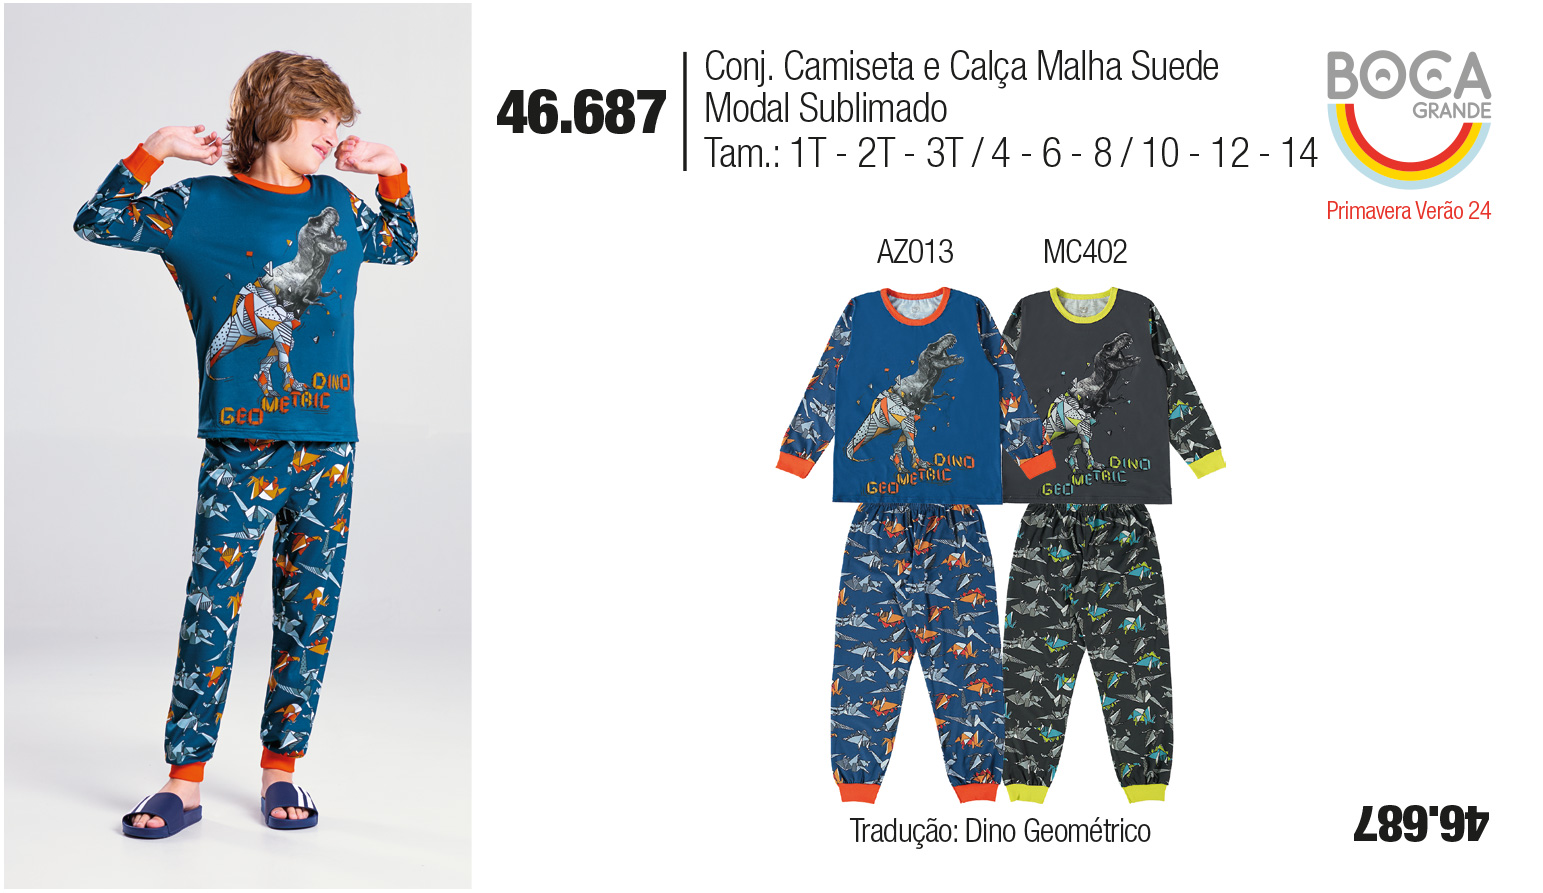 46.687
Conj. Camiseta e Calça Malha Suede
Modal Sublimado
Tam.: 1T - 2T - 3T / 4 - 6 - 8 / 10 - 12 - 14
BOCA
GRANDE
Primavera Verão 24
AZ013
MC402
DINO
METRIC
GEO
DINO
METRIC
GEO
DINO
METRIC
GEO
Tradução: Dino Geométrico
46.687